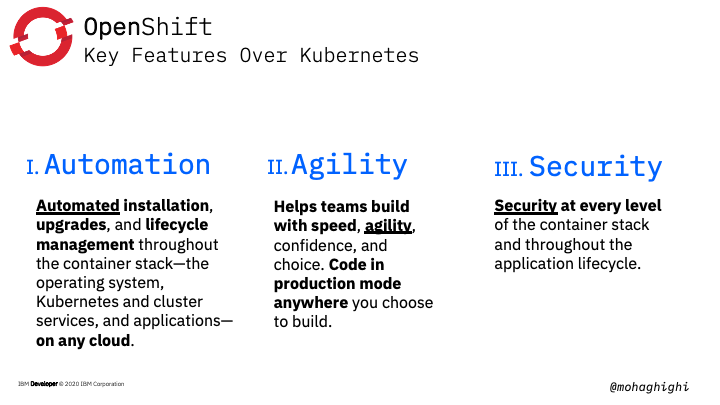 OpenShift
Key Features Over Kubernetes
I. Automation
Automated installation,
upgrades, and lifecycle
management throughout
the container stack—the
operating system,
Kubernetes and cluster
services, and applications—
on any cloud.
II. Agility
Helps teams build
with speed, agility,
confidence, and
choice. Code in
production mode
anywhere you choose
to build.
III. Security
Security at every level
of the container stack
and throughout the
application lifecycle.
IBM Developer © 2020 IBM Corporation
@mohaghighi